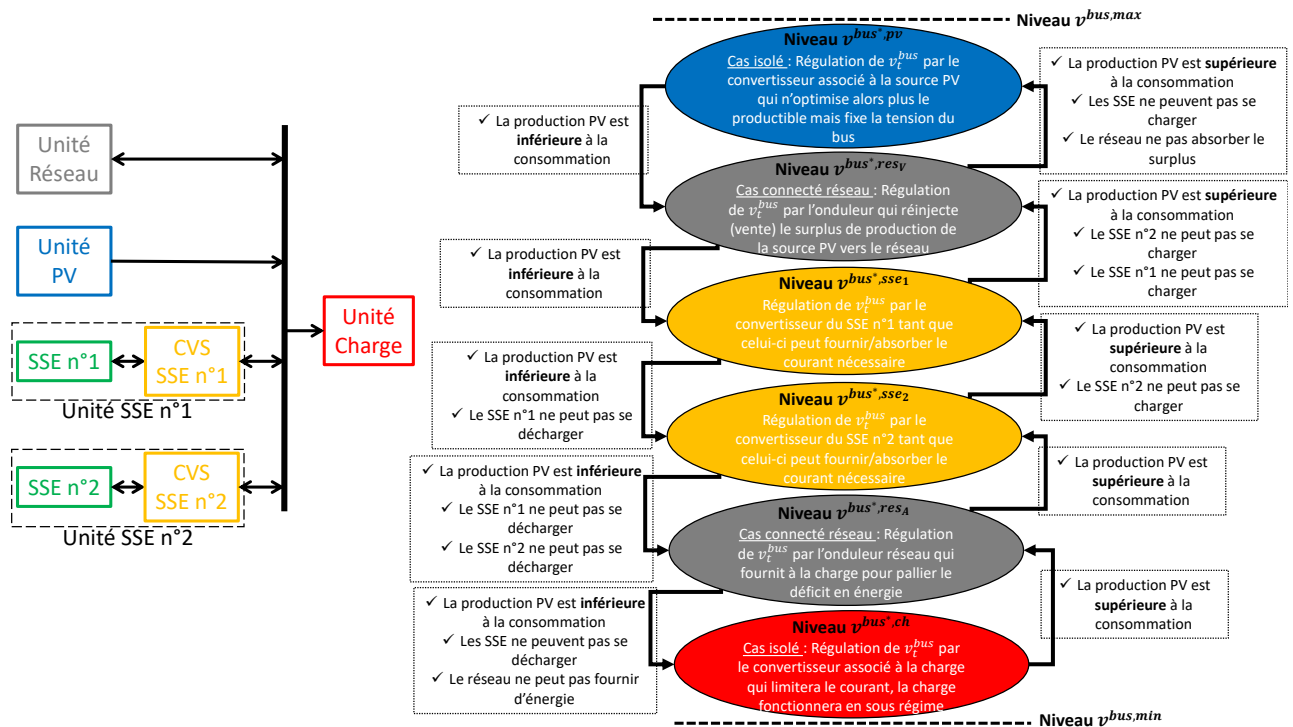 Unité
Réseau
Unité
PV
SSE n°1
CVS
SSE n°1
Unité SSE n°1
SSE n°2
CVS
SSE n°2
Unité SSE n°2
Unité
Charge
Niveau v^{bus,max}
Niveau v^{bus*,pv}
Cas isolé : Régulation de v_t^{bus} par le
convertisseur associé à la source PV
qui n'optimise alors plus le
productible mais fixe la tension du
bus
Niveau v^{bus*,res_V}
Cas connecté réseau : Régulation
de v_t^{bus} par l'onduleur qui réinjecte
(vente) le surplus de production de
la source PV vers le réseau
Niveau v^{bus*,sse_1}
Régulation de v_t^{bus} par le
convertisseur du SSE n°1 tant que
celui-ci peut fournir/absorber le
courant nécessaire
Niveau v^{bus*,sse_2}
Régulation de v_t^{bus} par le
convertisseur du SSE n°2 tant que
celui-ci peut fournir/absorber le
courant nécessaire
Niveau v^{bus*,res_A}
Cas connecté réseau : Régulation
de v_t^{bus} par l'onduleur réseau qui
fournit à la charge pour pallier le
déficit en énergie
Niveau v^{bus*,ch}
Cas isolé : Régulation de v_t^{bus} par
le convertisseur associé à la charge
qui limitera le courant, la charge
fonctionnera en sous régime
Niveau v^{bus,min}
✓ La production PV est
inférieure à la
consommation
✓ La production PV est
inférieure à la
consommation
✓ La production PV est
inférieure à la
consommation
✓ Le SSE n°1 ne peut pas se
décharger
✓ La production PV est inférieure
à la consommation
✓ Le SSE n°1 ne peut pas se
décharger
✓ Le SSE n°2 ne peut pas se
décharger
✓ La production PV est inférieure
à la consommation
✓ Les SSE ne peuvent pas se
décharger
✓ Le réseau ne peut pas fournir
d'énergie
✓ La production PV est supérieure
à la consommation
✓ Les SSE ne peuvent pas se
charger
✓ Le réseau ne pas absorber le
surplus
✓ La production PV est supérieure
à la consommation
✓ Le SSE n°2 ne peut pas se
charger
✓ Le SSE n°1 ne peut pas se
charger
✓ La production PV est
supérieure à la
consommation
✓ Le SSE n°2 ne peut pas se
charger
✓ La production PV est
supérieure à la
consommation
✓ La production PV est
supérieure à la
consommation